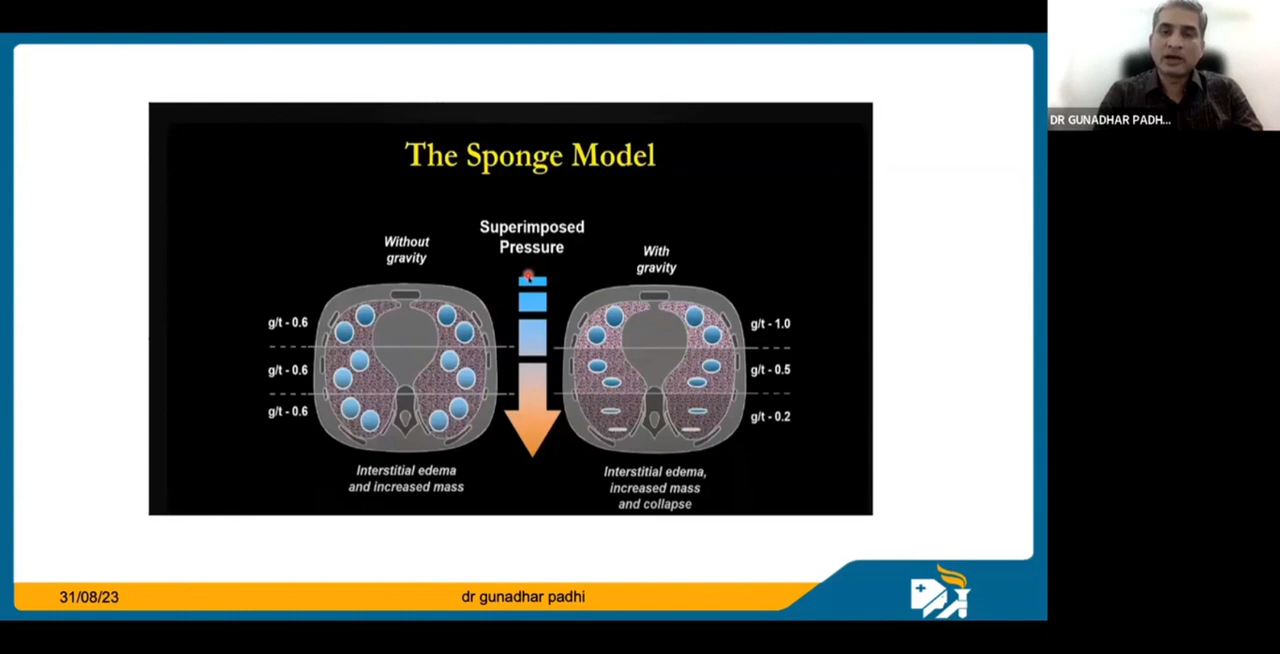 DR GUNADHAR PADH...
The Sponge Model
Superimposed
Pressure
Without
gravity
With
gravity
g/t - 0.6
g/t - 0.6
g/t - 0.6
g/t - 1.0
g/t - 0.5
g/t - 0.2
Interstitial edema
and increased mass
Interstitial edema,
increased mass
and collapse
31/08/23
dr gunadhar padhi